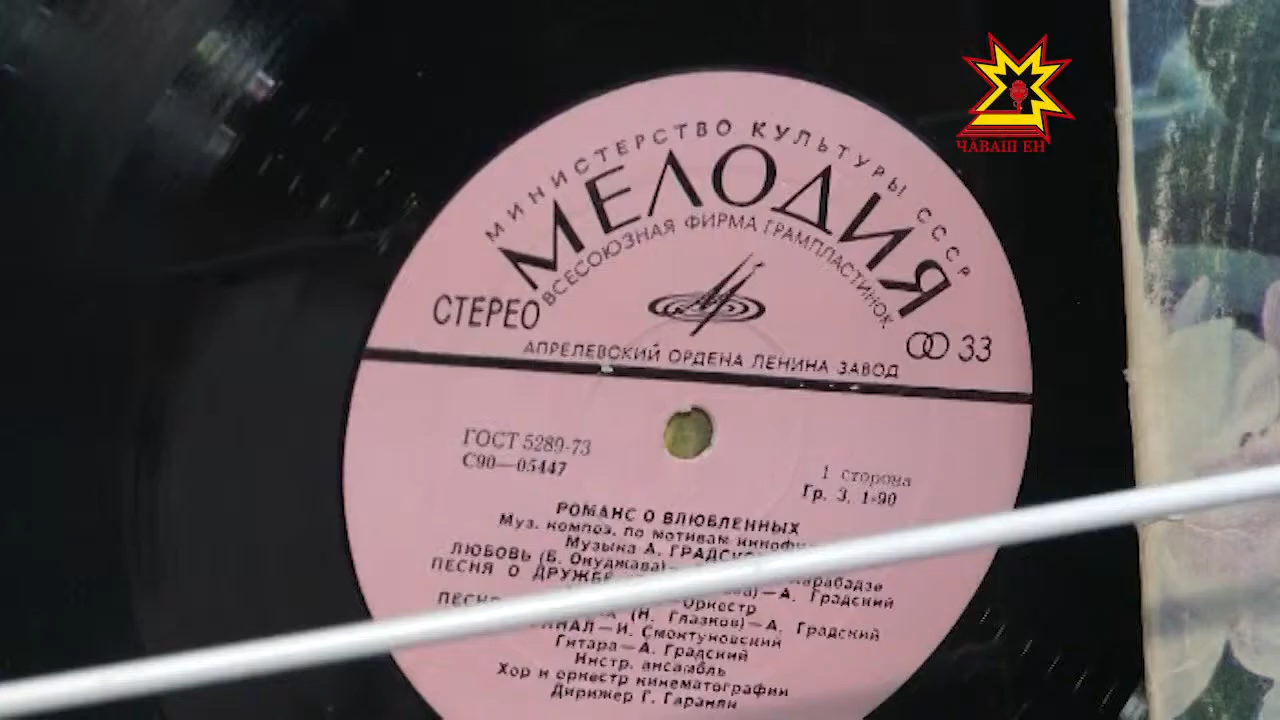 ЧӐВАШ ЕН
МИНИСТЕРСТВО КУЛЬТУРЫ СССР
МЕЛОДИЯ
ВСЕСОЮЗНАЯ ФИРМА ГРАМПЛАСТИНОК
СТЕРЕО
33
АПРЕЛЕВСКИЙ ОРДЕНА ЛЕНИНА ЗАВОД
ГОСТ 5289-73
С90—05447
1 сторона
Гр. 3. 1-90
РОМАНС О ВЛЮБЛЕННЫХ
Муз. композ. по мотивам
Музыка А.
ЛЮБОВЬ (Б. Окуджава)—
ПЕСНЯ О ДРУЖБЕ —А. Градский
—Оркестр
(Н. Глазков)—А. Градский
—И. Смоктуновский
Гитара—А. Градский
Инстр. ансамбль
Хор и оркестр кинематографии
Дирижер Г. Гаранян